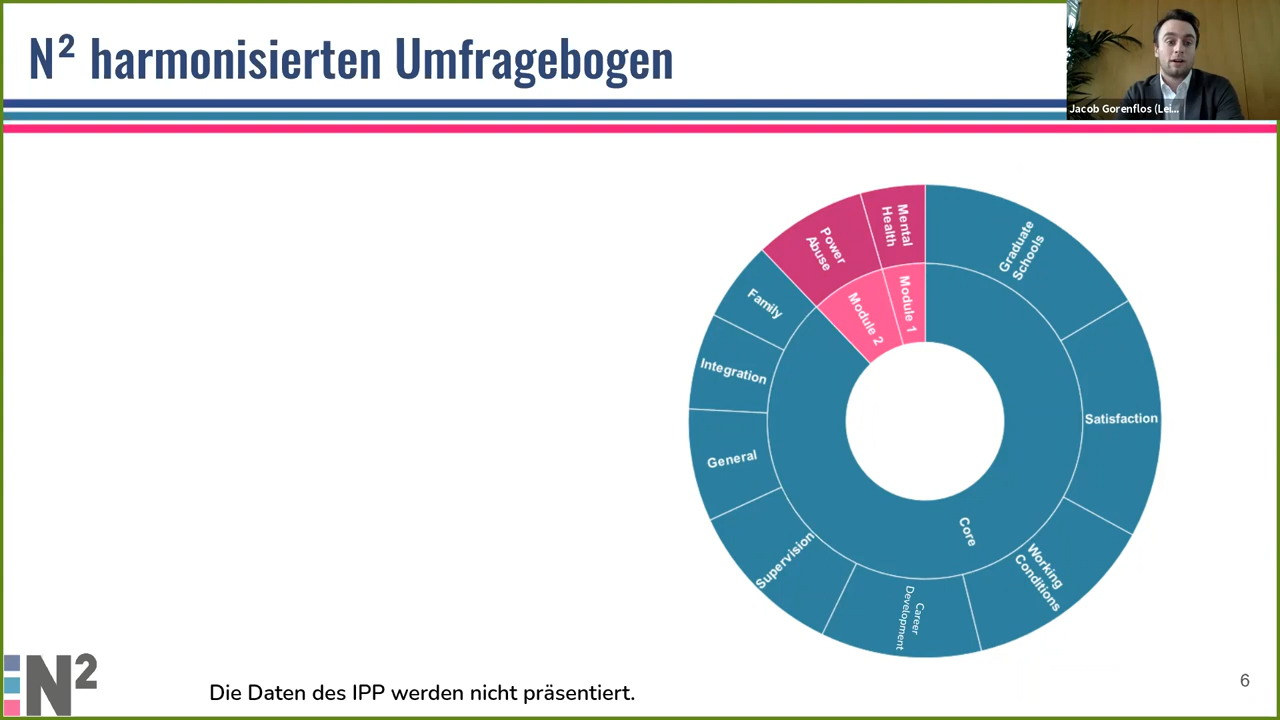 N² harmonisierten Umfragebogen
Jacob Gorenflos (Lei...
Mental
Health
Power
Abuse
Graduate
Schools
Family
Module 1
Module 2
Integration
Satisfaction
General
Core
Supervision
Working
Conditions
Career
Development
N²
Die Daten des IPP werden nicht präsentiert.
6